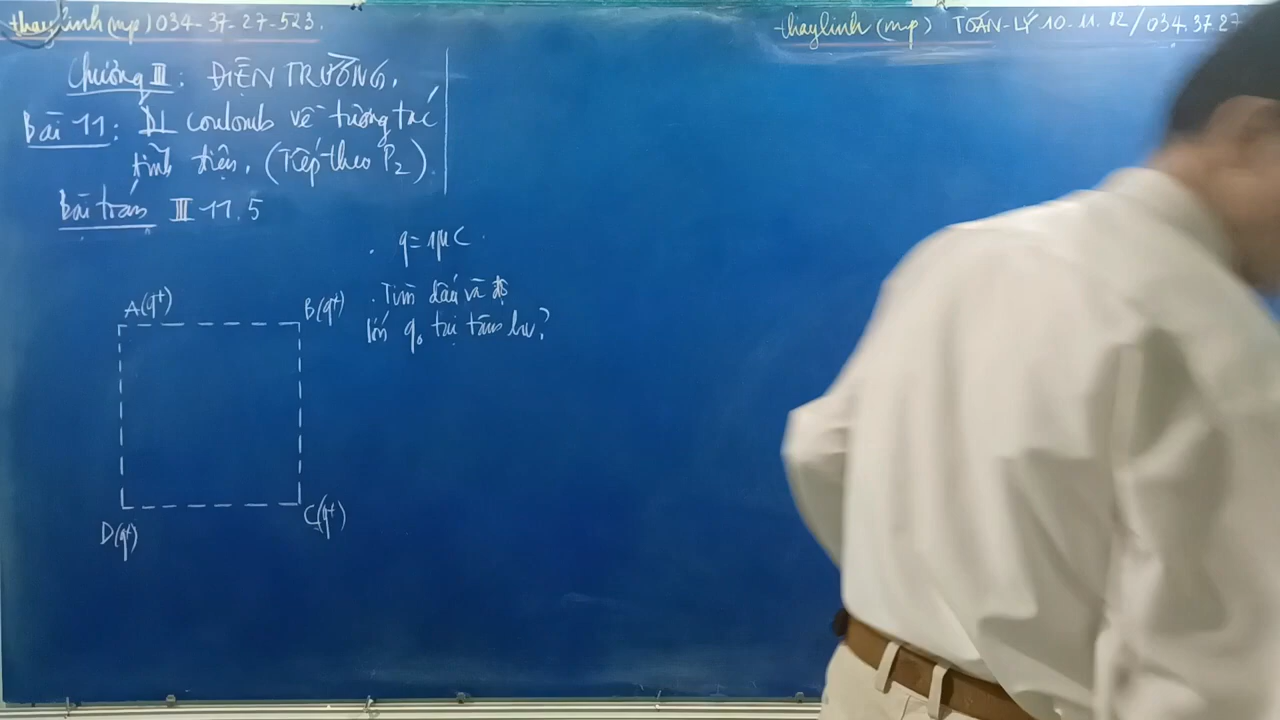 thaylinh (mp) 034-37-27-523.
thaylinh (mp) TOÁN-LÝ 10-11.12/034.37.27
Chương III: ĐIỆN TRƯỜNG.
Bài 11: ĐL coulomb về tương tác
tĩnh điện. (Tiếp theo P2).
Bài toán III-11.5
. q = 1μC.
. Tìm dấu và độ
lớn q0 tại tâm hv?
A(q+)
B(q+)
D(q+)
C(q+)